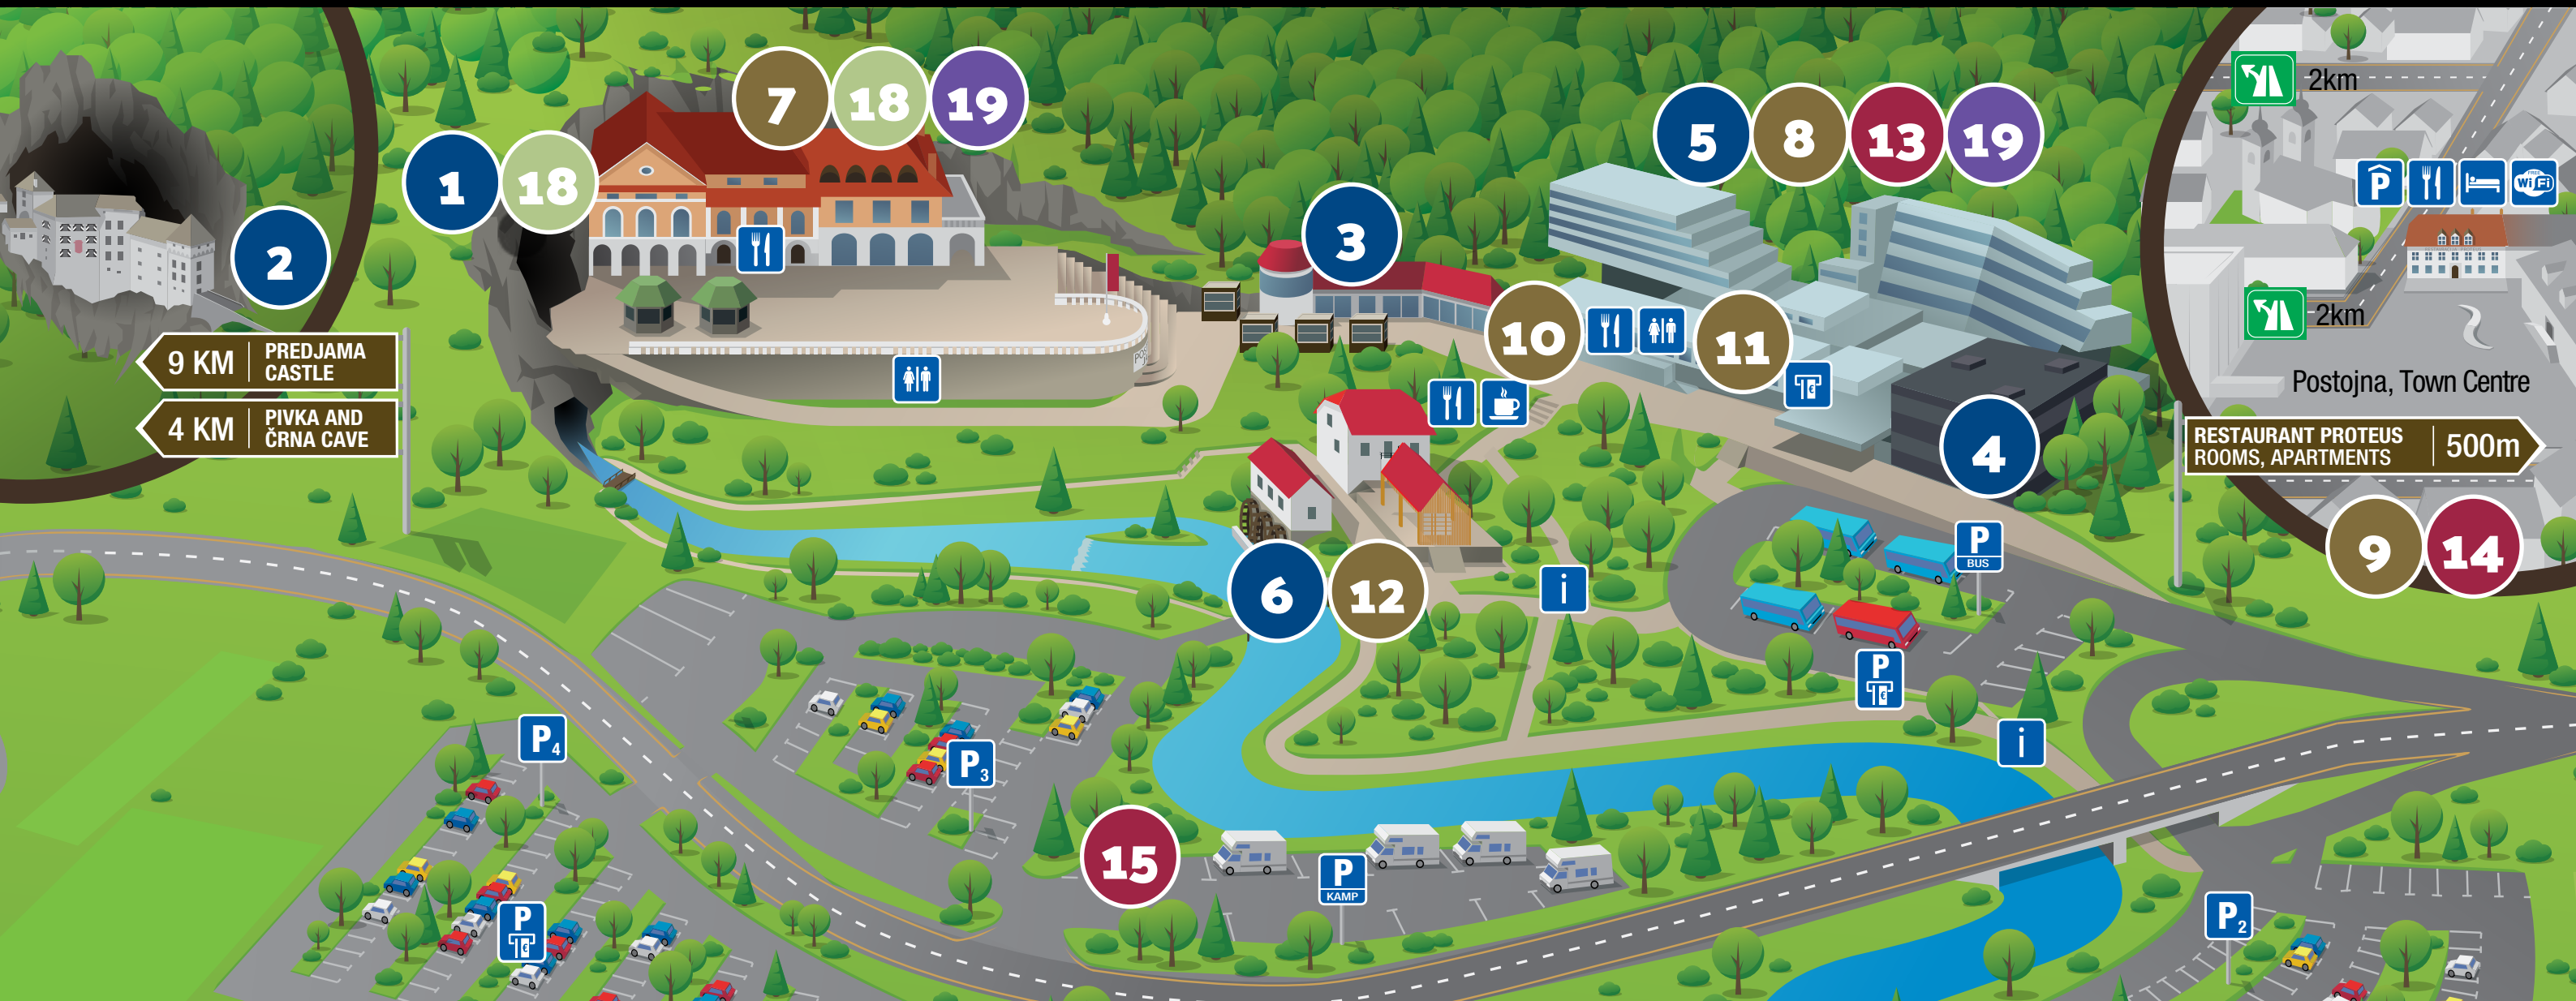 7 18 19
1 18
2
9 KM PREDJAMA
CASTLE
4 KM PIVKA AND
ČRNA CAVE
3
5 8 13 19
10
11
4
2km
P
FREE
WiFi
2km
Postojna, Town Centre
RESTAURANT PROTEUS
ROOMS, APARTMENTS 500m
9 14
6 12
i
P
BUS
P
€
i
P4
P3
15
P
KAMP
P
€
P2
€